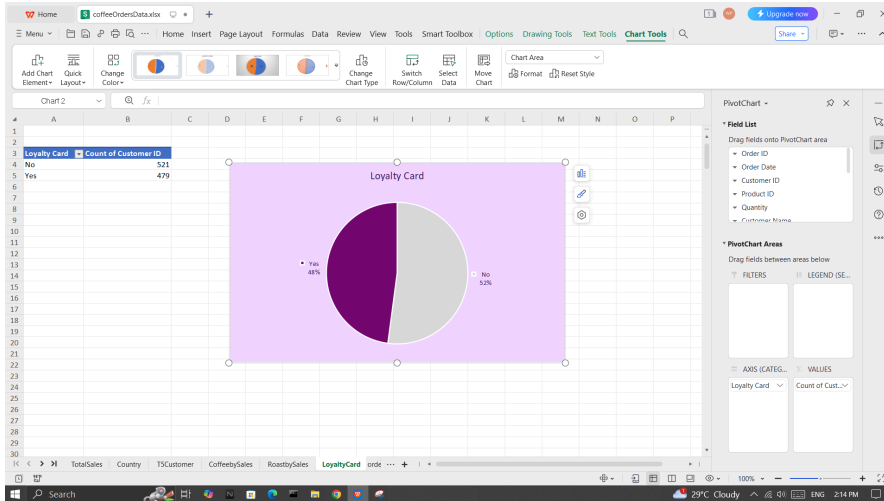 Home
coffeeOrdersData.xlsx
Upgrade now
Menu
Home Insert Page Layout Formulas Data Review View Tools Smart Toolbox Options Drawing Tools Text Tools Chart Tools
Share
Add Chart Element
Quick Layout
Change Color
Change Chart Type
Switch Row/Column
Select Data
Move Chart
Chart Area
Format Reset Style
Chart 2
fx
PivotChart
A B C D E F G H I J K L M N O P
1
2
3 Loyalty Card Count of Customer ID
4 No 521
5 Yes 479
6
7
8
9
10
11
12
13
14
15
16
17
18
19
20
21
22
23
24
25
26
27
28
29
30
Loyalty Card
Yes
48%
No
52%
Field List
Drag fields onto PivotChart area
Order ID
Order Date
Customer ID
Product ID
Quantity
Customer Name
PivotChart Areas
Drag fields between areas below
FILTERS
LEGEND (SE...
AXIS (CATEG...
VALUES
Loyalty Card
Count of Cust...
TotalSales Country T5Customer CoffeebySales RoastbySales LoyaltyCard orde ...
100%
Search
29°C Cloudy
ENG 2:14 PM